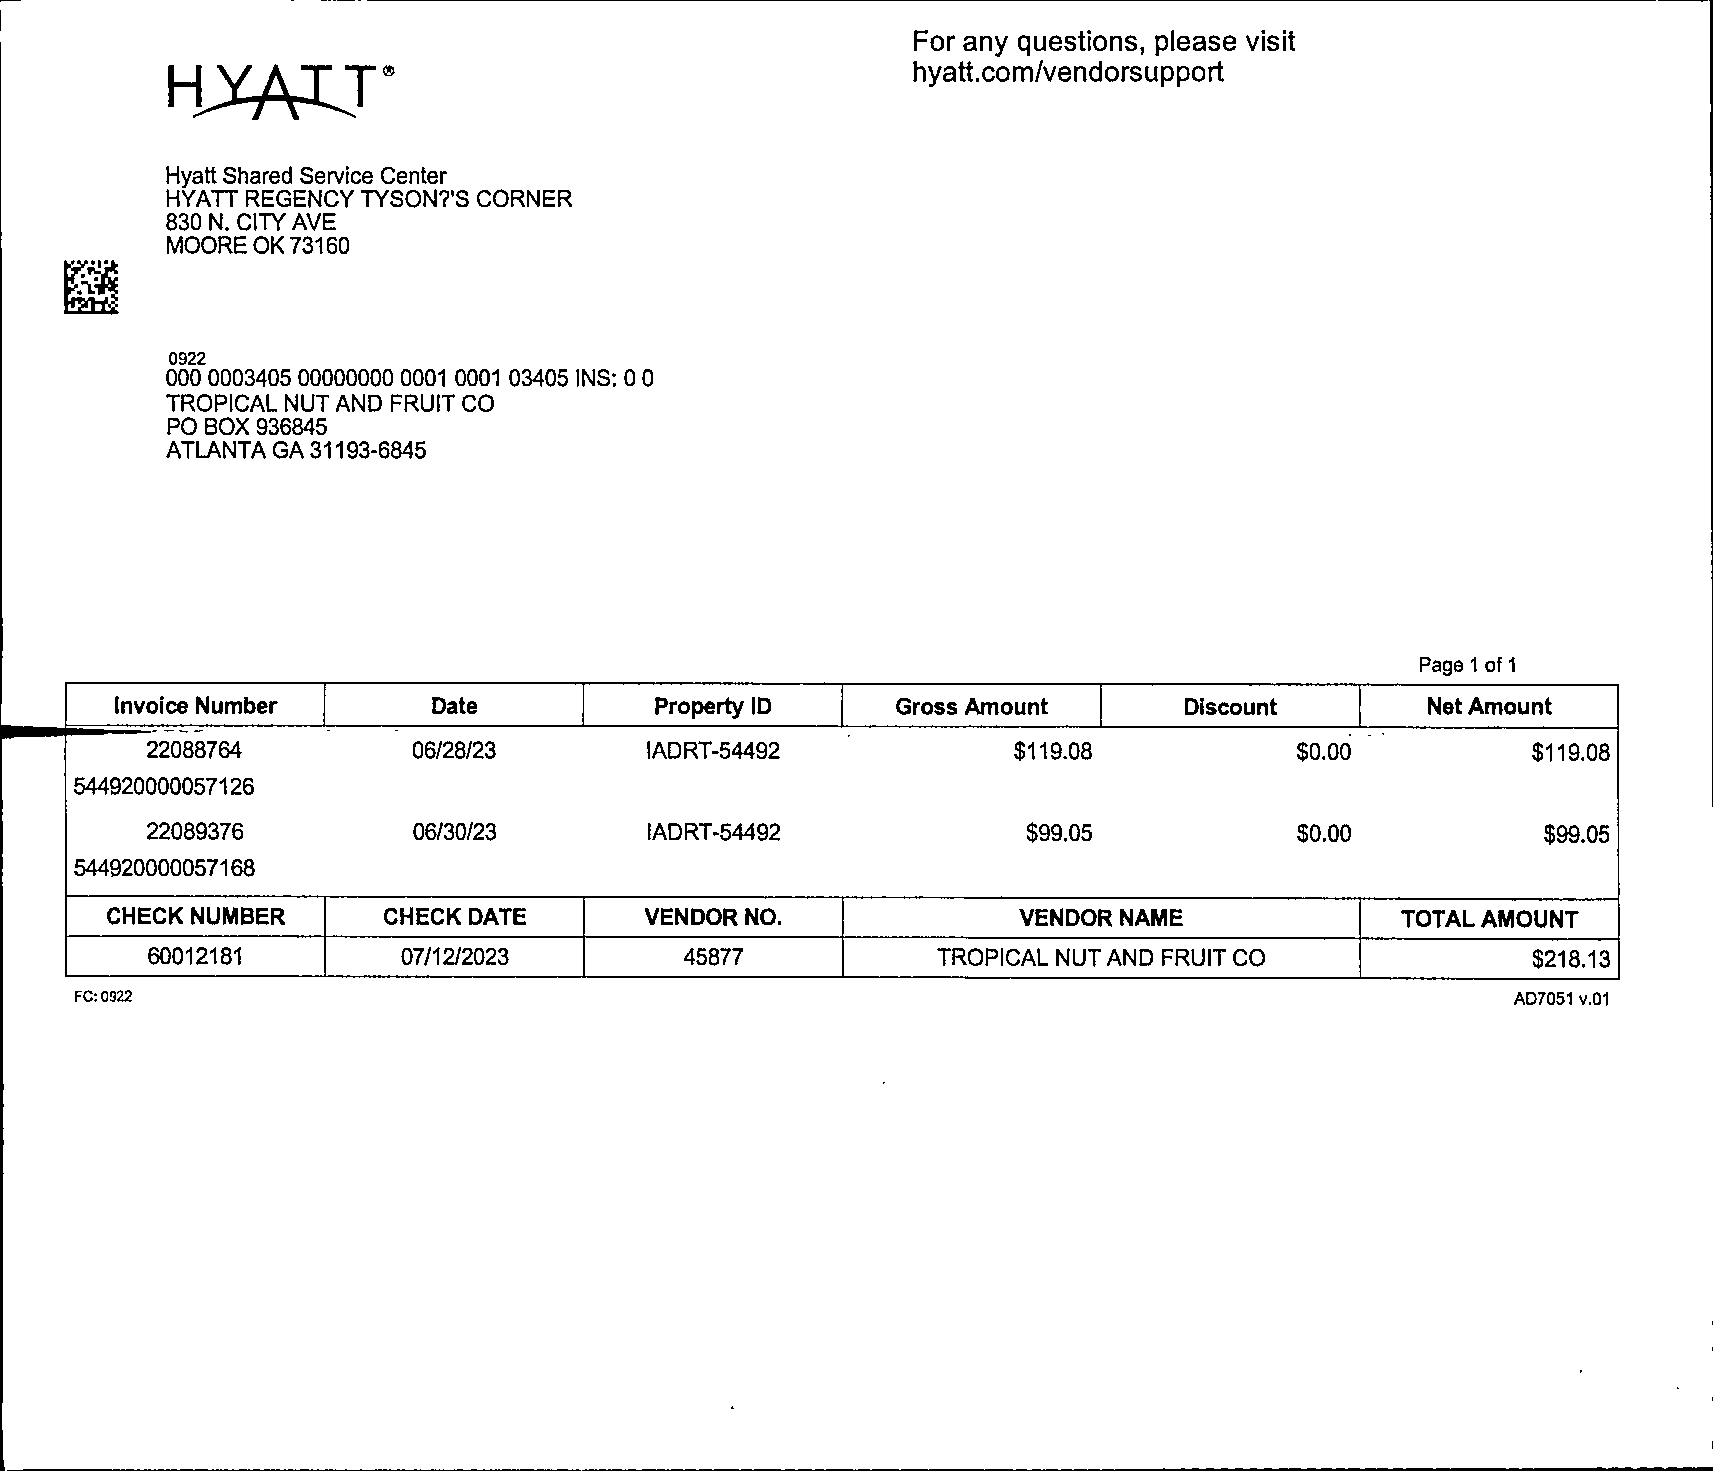 For any questions, please visit
hyatt.com/vendorsupport
HYATT®
Hyatt Shared Service Center
HYATT REGENCY TYSON?'S CORNER
830 N. CITY AVE
MOORE OK 73160
0922
000 0003405 00000000 0001 0001 03405 INS: 0 0
TROPICAL NUT AND FRUIT CO
PO BOX 936845
ATLANTA GA 31193-6845
Page 1 of 1
Invoice Number Date Property ID Gross Amount Discount Net Amount
22088764 06/28/23 IADRT-54492 $119.08 $0.00 $119.08
544920000057126
22089376 06/30/23 IADRT-54492 $99.05 $0.00 $99.05
544920000057168
CHECK NUMBER CHECK DATE VENDOR NO. VENDOR NAME TOTAL AMOUNT
60012181 07/12/2023 45877 TROPICAL NUT AND FRUIT CO $218.13
FC: 0922 AD7051 v.01